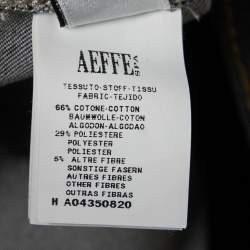 AEFFE SPA
TESSUTO-STOFF-TISSU
FABRIC-TEJIDO
66% COTONE-COTTON
BAUMWOLLE-COTON
ALGODON-ALGODAO
29% POLIESTERE
POLYESTER
POLIESTER
5% ALTRE FIBRE
SONSTIGE FASERN
AUTRES FIBRES
OTHER FIBRES
OUTRAS FIBRAS
H A04350820